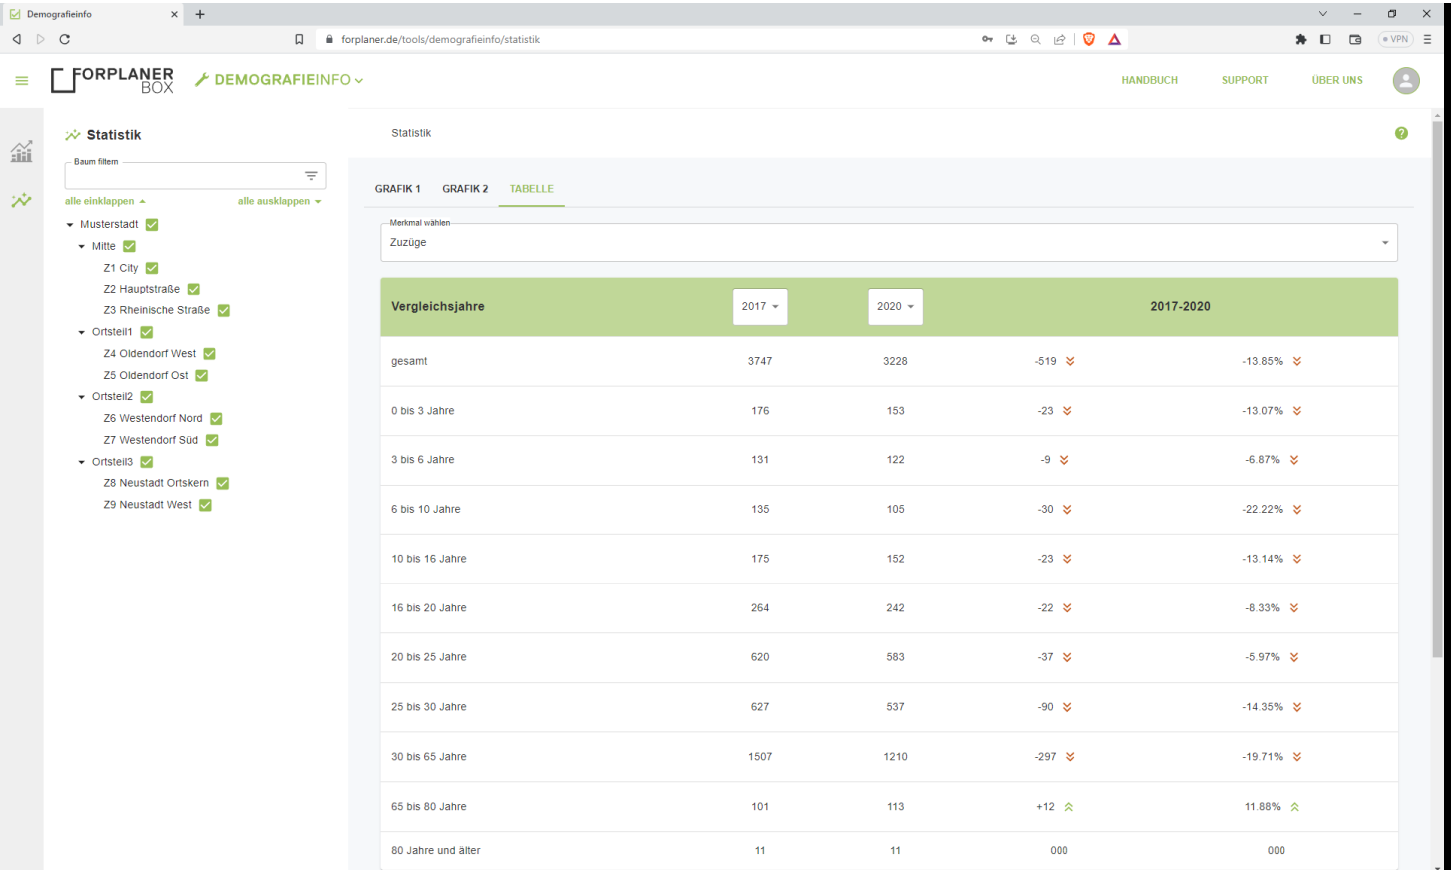 Demografieinfo
forplaner.de/tools/demografieinfo/statistik
VPN
FORPLANER
BOX
DEMOGRAFIEINFO
HANDBUCH SUPPORT ÜBER UNS
Statistik
Baum filtern
alle einklappen alle ausklappen
Musterstadt
Mitte
Z1 City
Z2 Hauptstraße
Z3 Rheinische Straße
Ortsteil1
Z4 Oldendorf West
Z5 Oldendorf Ost
Ortsteil2
Z6 Westendorf Nord
Z7 Westendorf Süd
Ortsteil3
Z8 Neustadt Ortskern
Z9 Neustadt West
Statistik
?
GRAFIK 1 GRAFIK 2 TABELLE
Merkmal wählen
Zuzüge
Vergleichsjahre 2017 2020 2017-2020
gesamt 3747 3228 -519 -13.85%
0 bis 3 Jahre 176 153 -23 -13.07%
3 bis 6 Jahre 131 122 -9 -6.87%
6 bis 10 Jahre 135 105 -30 -22.22%
10 bis 16 Jahre 175 152 -23 -13.14%
16 bis 20 Jahre 264 242 -22 -8.33%
20 bis 25 Jahre 620 583 -37 -5.97%
25 bis 30 Jahre 627 537 -90 -14.35%
30 bis 65 Jahre 1507 1210 -297 -19.71%
65 bis 80 Jahre 101 113 +12 11.88%
80 Jahre und älter 11 11 000 000